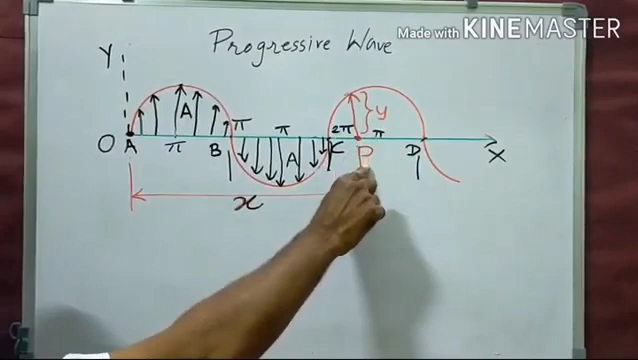 Made with KINEMASTER
Progressive Wave
Y
A y
π 2π
O A π B π C P π D X
A
x